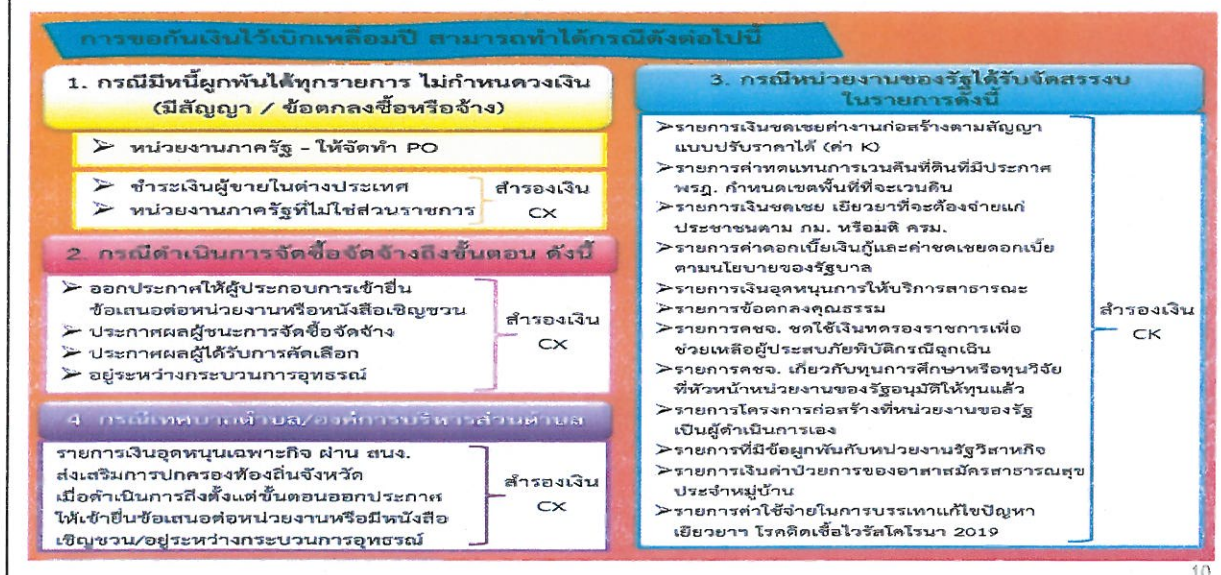 การขอกันเงินไว้เบิกเหลื่อมปี สามารถทำได้กรณีดังต่อไปนี้
1. กรณีมีหนี้ผูกพันได้ทุกรายการ ไม่กำหนดวงเงิน
(มีสัญญา / ข้อตกลงซื้อหรือจ้าง)
➢ หน่วยงานภาครัฐ - ให้จัดทำ PO
➢ ชำระเงินผู้ขายในต่างประเทศ
➢ หน่วยงานภาครัฐที่ไม่ใช่ส่วนราชการ
สำรองเงิน
CX
2. กรณีดำเนินการจัดซื้อจัดจ้างถึงขั้นตอน ดังนี้
➢ ออกประกาศให้ผู้ประกอบการเข้ายื่น
ข้อเสนอต่อหน่วยงานหรือหนังสือเชิญชวน
➢ ประกาศผลผู้ชนะการจัดซื้อจัดจ้าง
➢ ประกาศผลผู้ได้รับการคัดเลือก
➢ อยู่ระหว่างกระบวนการอุทธรณ์
สำรองเงิน
CX
4 กรณีเทศบาลตำบล/องค์การบริหารส่วนตำบล
รายการเงินอุดหนุนเฉพาะกิจ ผ่าน สนง.
ส่งเสริมการปกครองท้องถิ่นจังหวัด
เมื่อดำเนินการถึงตั้งแต่ขั้นตอนออกประกาศ
ให้เข้ายื่นข้อเสนอต่อหน่วยงานหรือมีหนังสือ
เชิญชวน/อยู่ระหว่างกระบวนการอุทธรณ์
สำรองเงิน
CX
3. กรณีหน่วยงานของรัฐได้รับจัดสรรงบ
ในรายการดังนี้
➢รายการเงินชดเชยค่างานก่อสร้างตามสัญญา
แบบปรับราคาได้ (ค่า K)
➢รายการค่าทดแทนการเวนคืนที่ดินที่มีประกาศ
พรฎ. กำหนดเขตพื้นที่ที่จะเวนคืน
➢รายการเงินชดเชย เยียวยาที่จะต้องจ่ายแก่
ประชาชนตาม กม. หรือมติ ครม.
➢รายการค่าดอกเบี้ยเงินกู้และค่าชดเชยดอกเบี้ย
ตามนโยบายของรัฐบาล
➢รายการเงินอุดหนุนการให้บริการสาธารณะ
➢รายการข้อตกลงคุณธรรม
➢รายการคชจ. ชดใช้เงินทดรองราชการเพื่อ
ช่วยเหลือผู้ประสบภัยพิบัติกรณีฉุกเฉิน
➢รายการคชจ. เกี่ยวกับทุนการศึกษาหรือทุนวิจัย
ที่หัวหน้าหน่วยงานของรัฐอนุมัติให้ทุนแล้ว
➢รายการโครงการก่อสร้างที่หน่วยงานของรัฐ
เป็นผู้ดำเนินการเอง
➢รายการที่มีข้อผูกพันกับหน่วยงานรัฐวิสาหกิจ
➢รายการเงินค่าป่วยการของอาสาสมัครสาธารณสุข
ประจำหมู่บ้าน
➢รายการค่าใช้จ่ายในการบรรเทาแก้ไขปัญหา
เยียวยาฯ โรคติดเชื้อไวรัสโคโรนา 2019
สำรองเงิน
CK
10